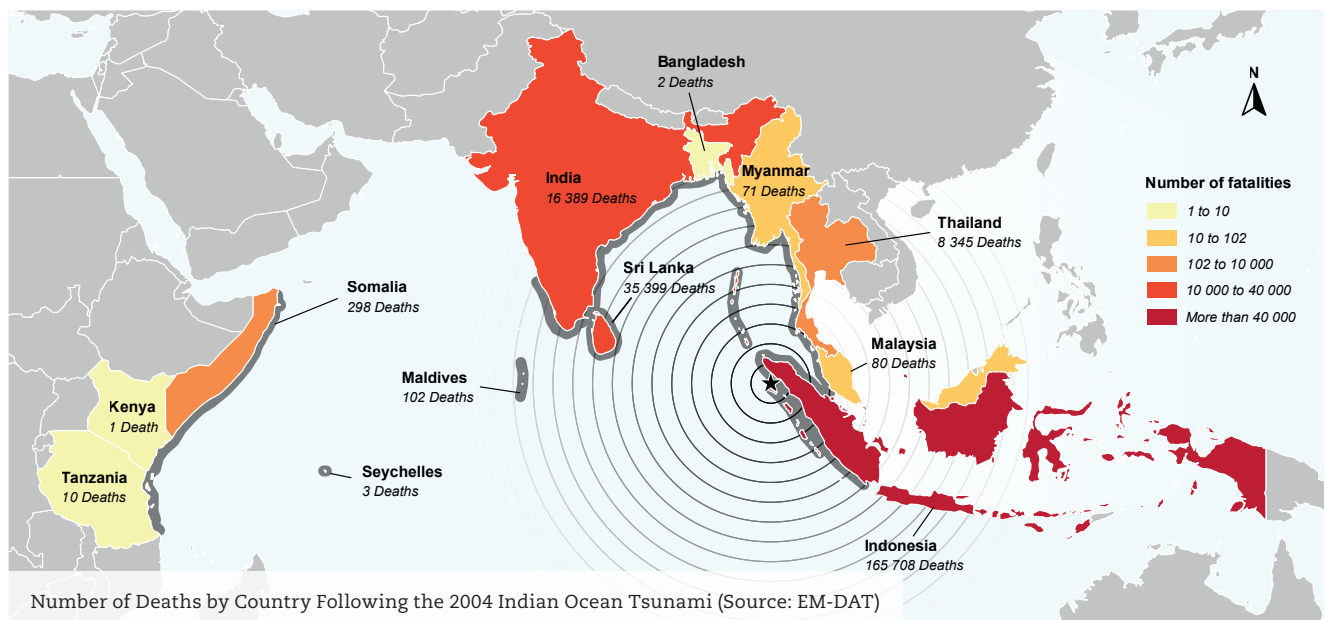 Bangladesh
2 Deaths
N
India
16 389 Deaths
Myanmar
71 Deaths
Number of fatalities
1 to 10
10 to 102
102 to 10 000
10 000 to 40 000
More than 40 000
Thailand
8 345 Deaths
Sri Lanka
35 399 Deaths
Somalia
298 Deaths
Malaysia
80 Deaths
Maldives
102 Deaths
Kenya
1 Death
Seychelles
3 Deaths
Tanzania
10 Deaths
Indonesia
165 708 Deaths
Number of Deaths by Country Following the 2004 Indian Ocean Tsunami (Source: EM-DAT)